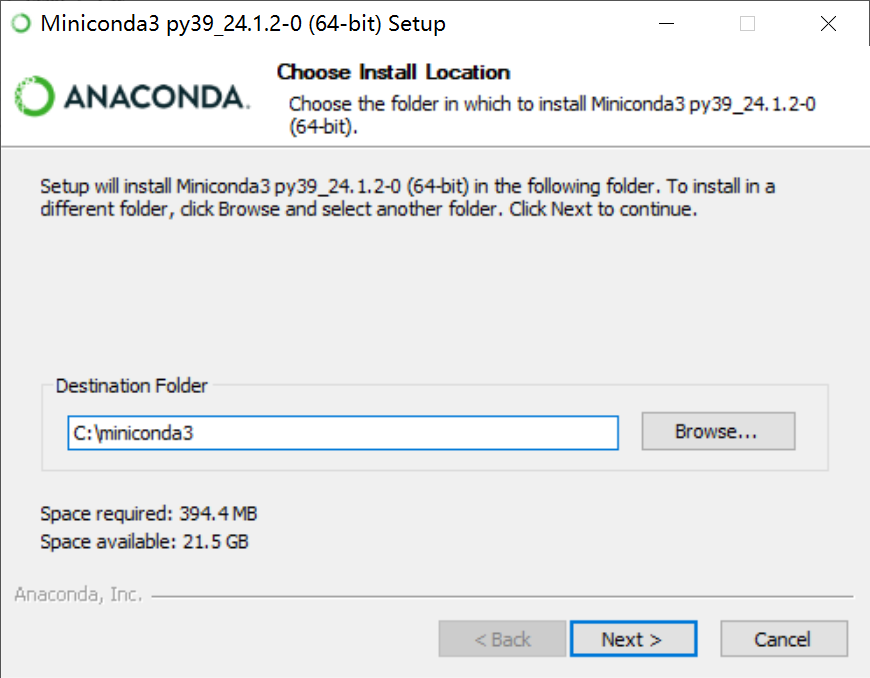 Miniconda3 py39_24.1.2-0 (64-bit) Setup
ANACONDA.
Choose Install Location
Choose the folder in which to install Miniconda3 py39_24.1.2-0
(64-bit).
Setup will install Miniconda3 py39_24.1.2-0 (64-bit) in the following folder. To install in a
different folder, click Browse and select another folder. Click Next to continue.
Destination Folder
C:\miniconda3
Browse...
Space required: 394.4 MB
Space available: 21.5 GB
Anaconda, Inc.
< Back
Next >
Cancel